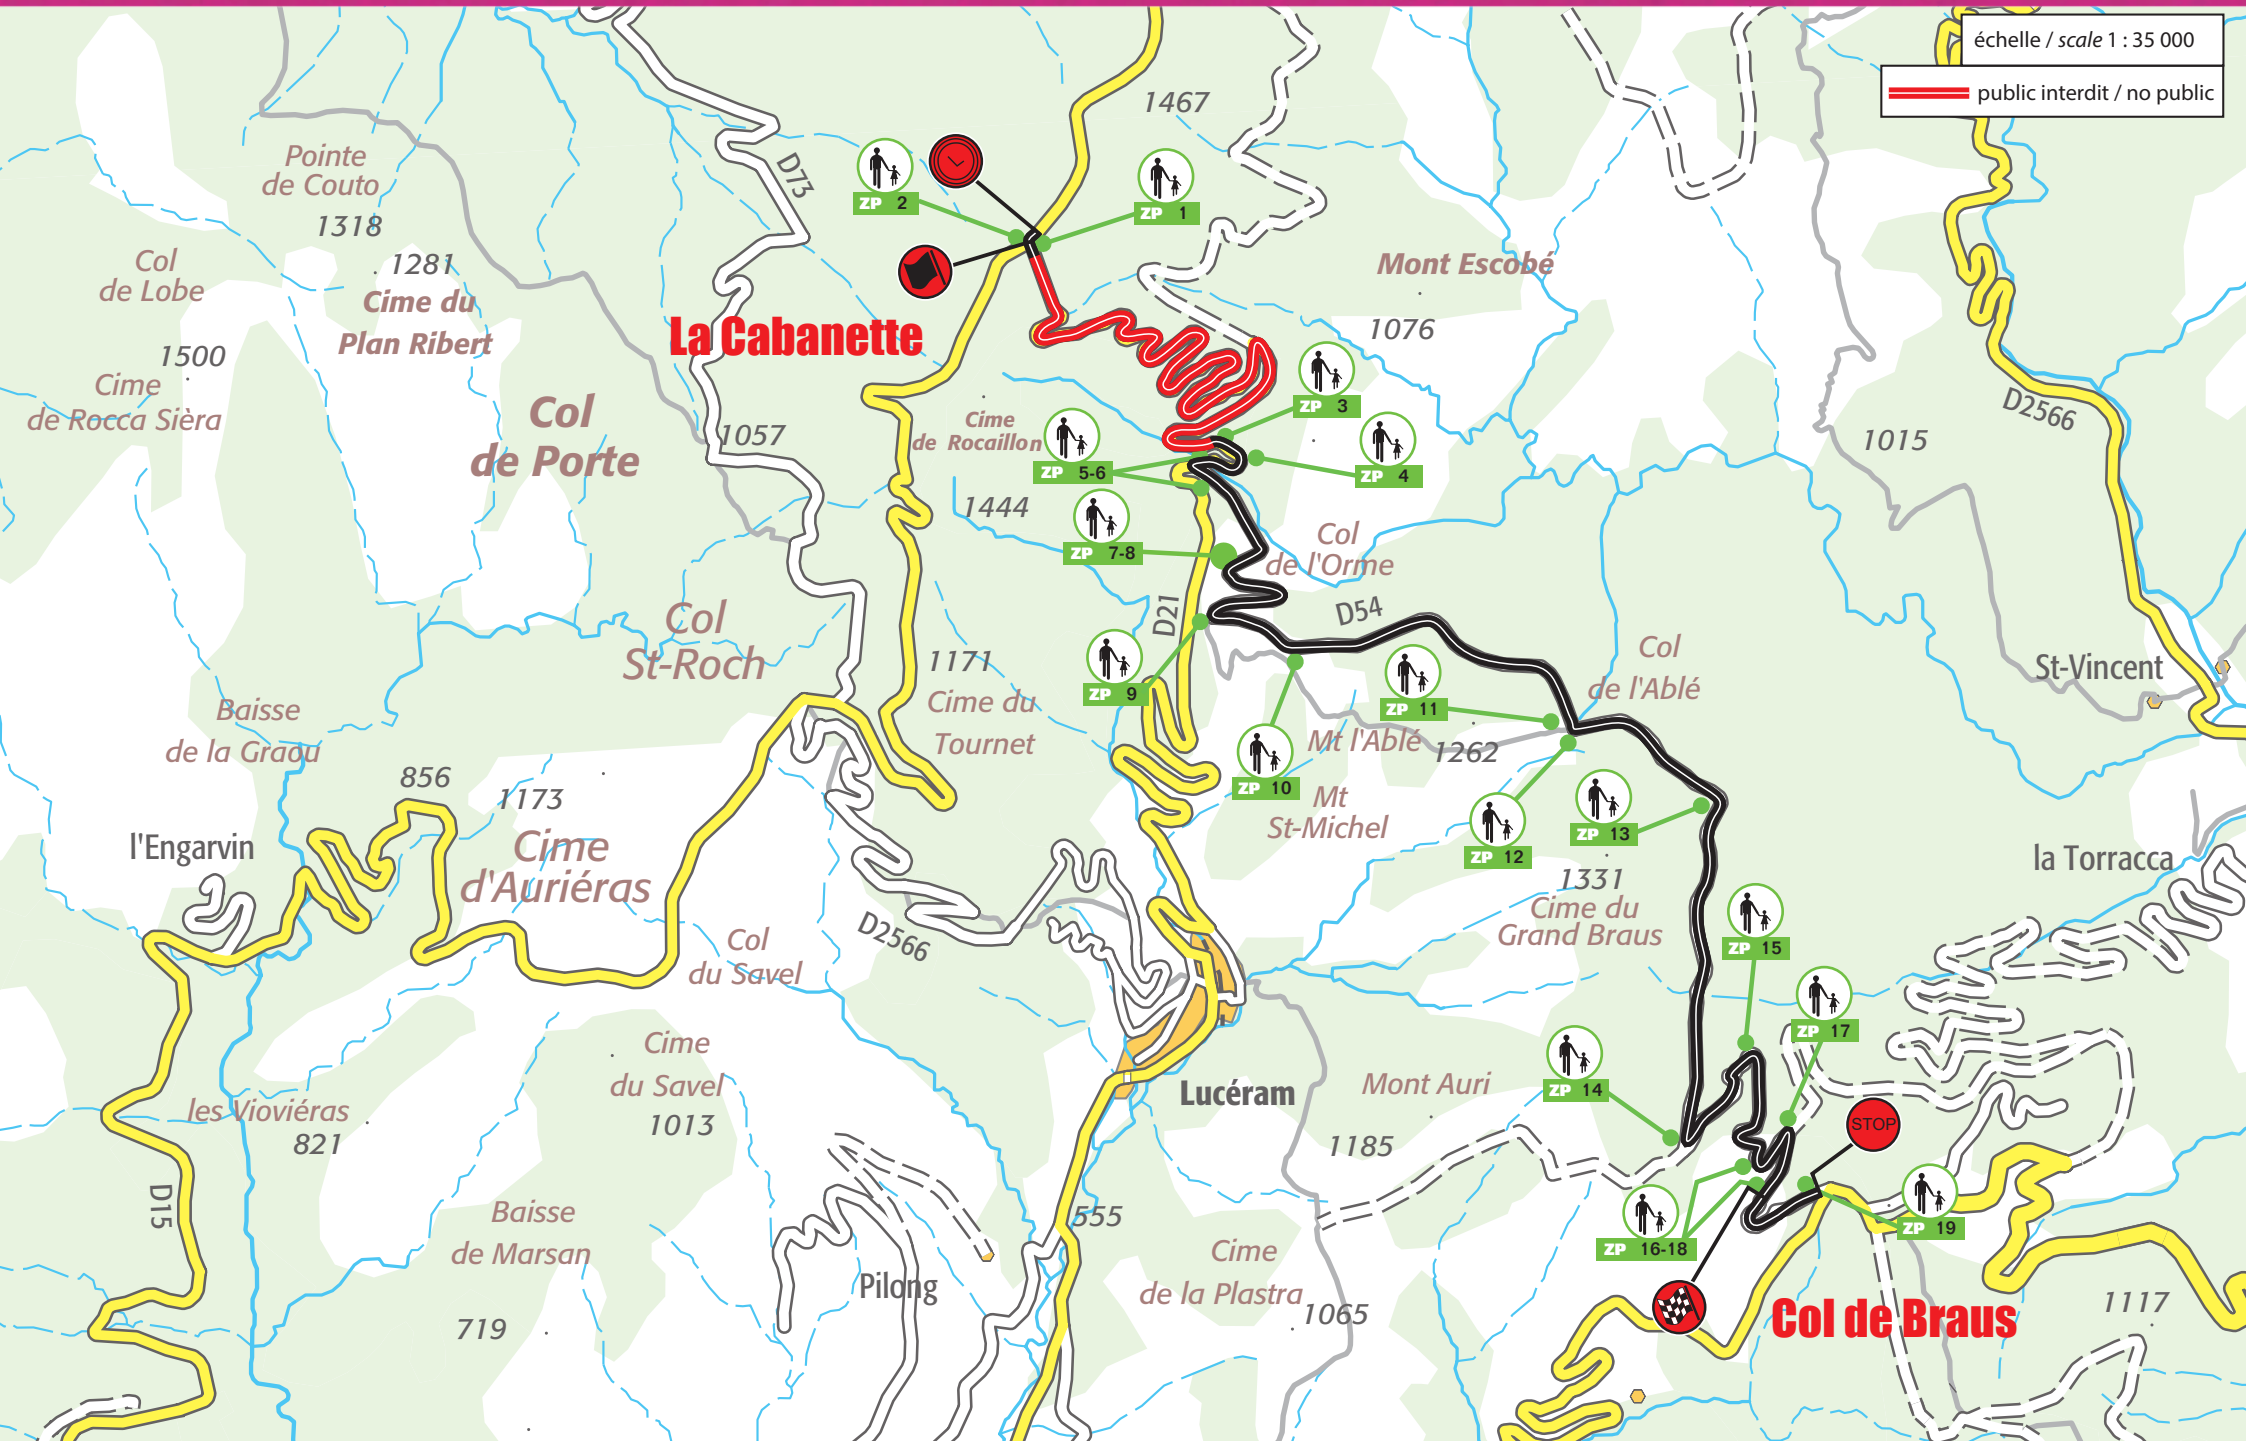 échelle / scale 1 : 35 000
public interdit / no public
1467
Pointe
de Couto
1318
D73
ZP 2
ZP 1
Col
de Lobe
1281
Cime du
Plan Ribert
Mont Escobé
1076
La Cabanette
1500
Cime
de Rocca Sièra
Col
de Porte
1057
Cime
de Rocaillon
1444
ZP 3
ZP 4
ZP 5-6
ZP 7-8
D2566
1015
Col
de l'Orme
D21
D54
Col
St-Roch
1171
Cime du
Tournet
ZP 9
ZP 10
ZP 11
Col
de l'Ablé
St-Vincent
Baisse
de la Graou
Mt l'Ablé
1262
856
1173
Mt
St-Michel
ZP 12
ZP 13
l'Engarvin
Cime
d'Auriéras
la Torracca
1331
Cime du
Grand Braus
D2566
Col
du Savel
ZP 15
ZP 17
Cime
du Savel
1013
Lucéram
Mont Auri
1185
ZP 14
STOP
les Vioviéras
821
D15
Baisse
de Marsan
719
555
Pilong
Cime
de la Plastra
1065
ZP 16-18
ZP 19
Col de Braus
1117